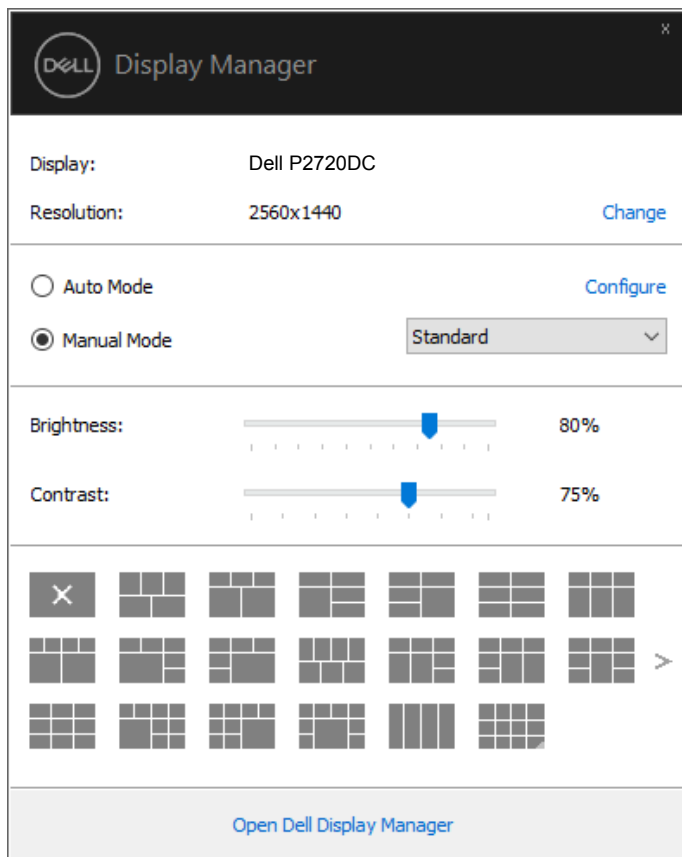 x
DELL Display Manager
Display: Dell P2720DC
Resolution: 2560x1440 Change
Auto Mode Configure
Manual Mode Standard
Brightness: 80%
Contrast: 75%
Open Dell Display Manager